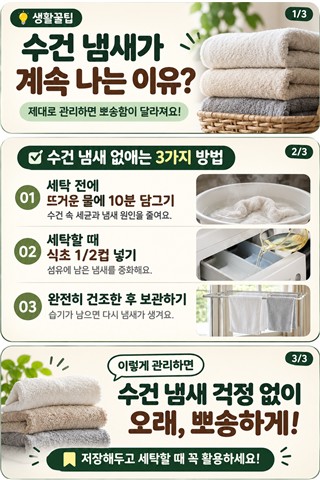 생활꿀팁
1/3
수건 냄새가
계속 나는 이유?
제대로 관리하면 뽀송함이 달라져요!
수건 냄새 없애는 3가지 방법
2/3
01
세탁 전에
뜨거운 물에 10분 담그기
수건 속 세균과 냄새 원인을 줄여요.
02
세탁할 때
식초 1/2컵 넣기
섬유에 남은 냄새를 중화해요.
03
완전히 건조한 후 보관하기
습기가 남으면 다시 냄새가 생겨요.
3/3
이렇게 관리하면
수건 냄새 걱정 없이
오래, 뽀송하게!
저장해두고 세탁할 때 꼭 활용하세요!